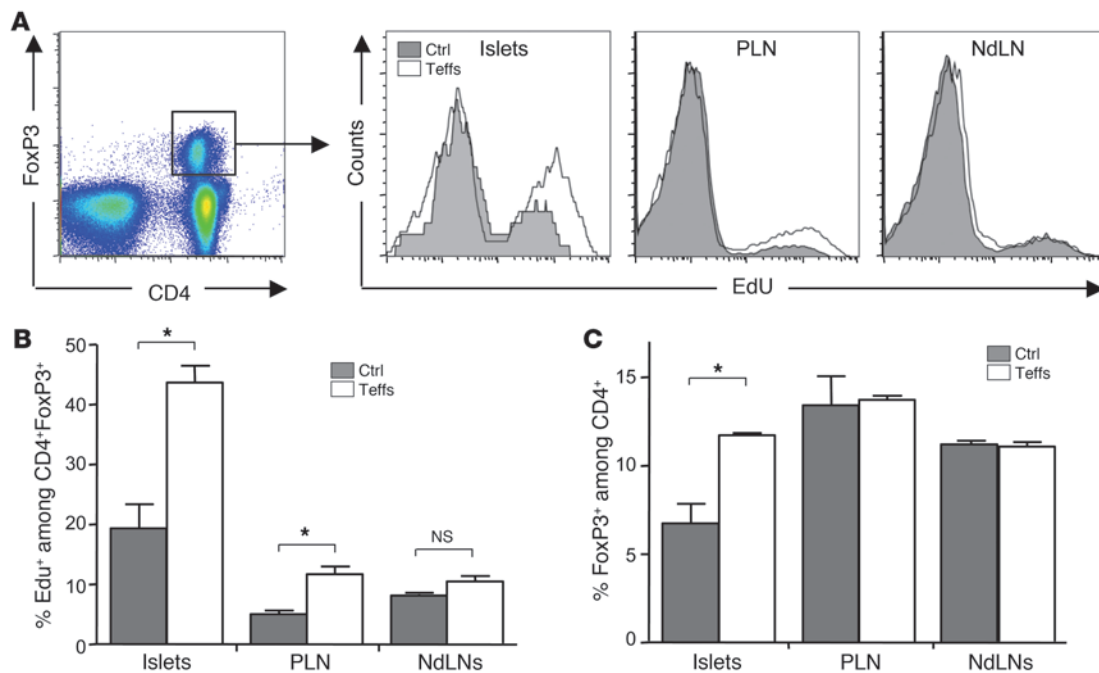 A
FoxP3
CD4
Counts
Ctrl
Teffs
Islets
PLN
NdLN
EdU
B
% Edu⁺ among CD4⁺FoxP3⁺
50
40
30
20
10
0
*
*
NS
Ctrl
Teffs
Islets
PLN
NdLNs
C
% FoxP3⁺ among CD4⁺
15
10
5
0
*
Ctrl
Teffs
Islets
PLN
NdLNs